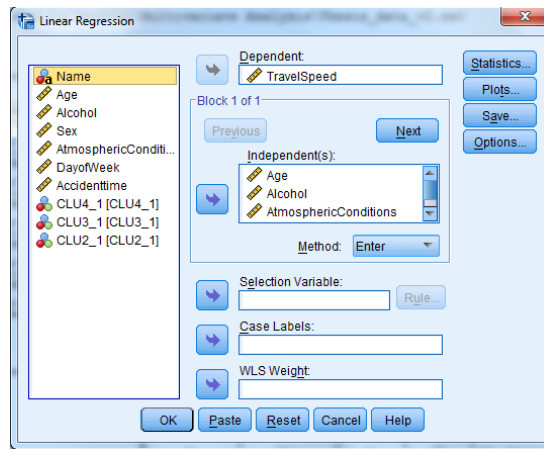 Linear Regression
Name
Age
Alcohol
Sex
AtmosphericConditi...
DayofWeek
Accidenttime
CLU4_1 [CLU4_1]
CLU3_1 [CLU3_1]
CLU2_1 [CLU2_1]
Dependent:
TravelSpeed
Block 1 of 1
Previous
Next
Independent(s):
Age
Alcohol
AtmosphericConditions
Method: Enter
Selection Variable:
Rule...
Case Labels:
WLS Weight:
Statistics...
Plots...
Save...
Options...
OK Paste Reset Cancel Help